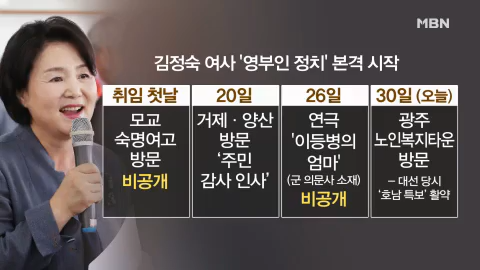 MBN
김정숙 여사 '영부인 정치' 본격 시작
취임 첫날
모교
숙명여고
방문
비공개
20일
거제·양산
방문
'주민
감사 인사'
26일
연극
'이등병의
엄마'
(군 의문사 소재)
비공개
30일 (오늘)
광주
노인복지타운
방문
– 대선 당시
'호남 특보' 활약